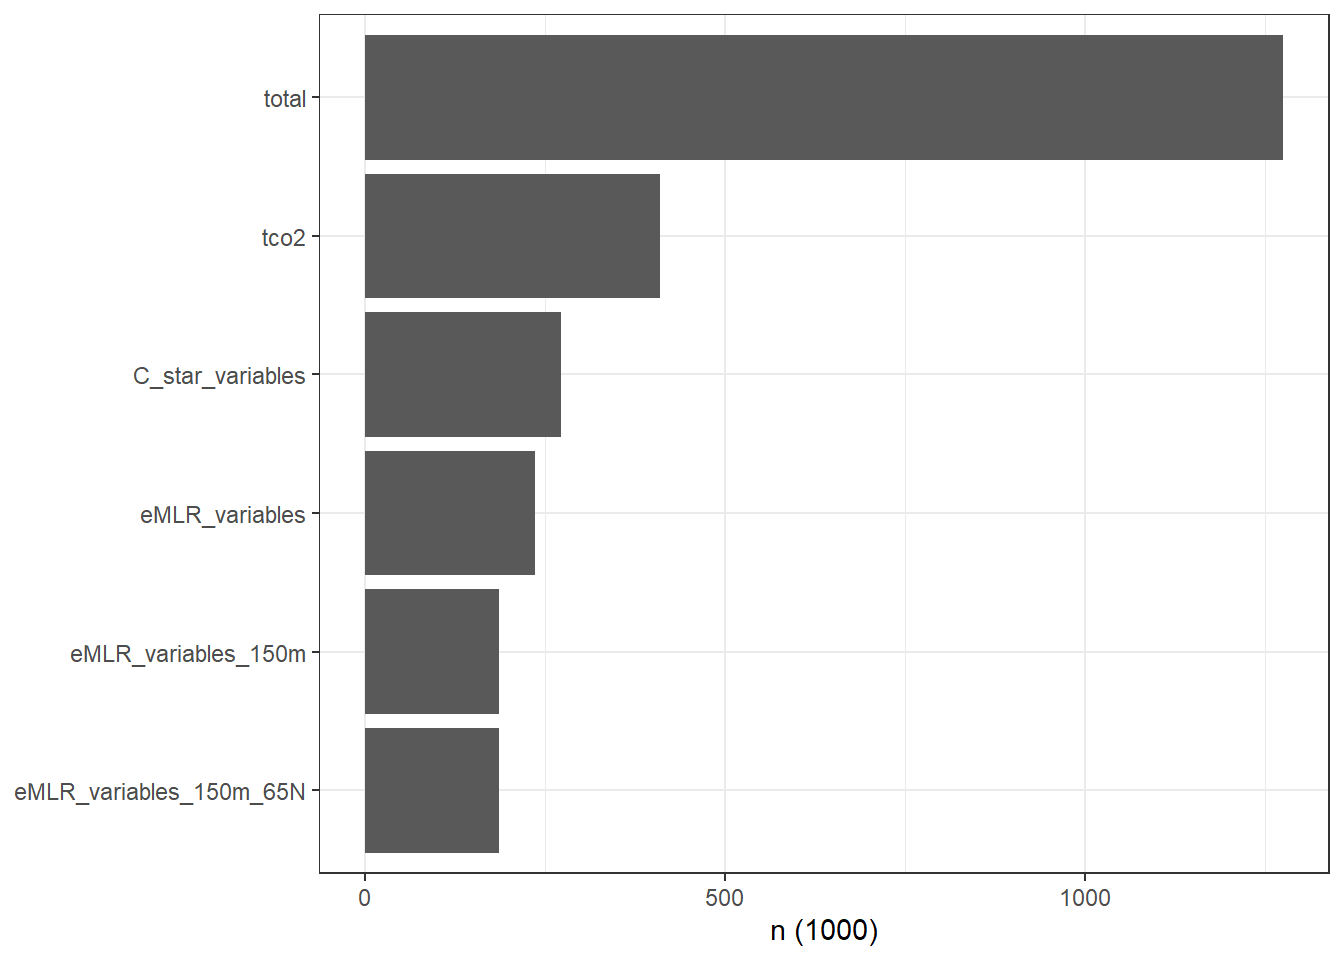 total
tco2
C_star_variables
eMLR_variables
eMLR_variables_150m
eMLR_variables_150m_65N
0 500 1000
n (1000)